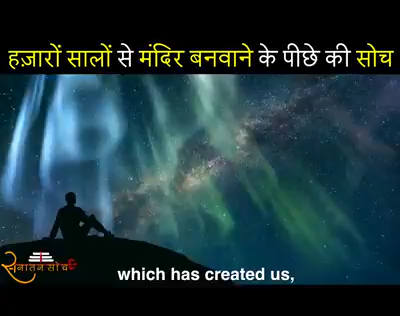 हज़ारों सालों से मंदिर बनवाने के पीछे की सोच
सनातन सोच
which has created us,